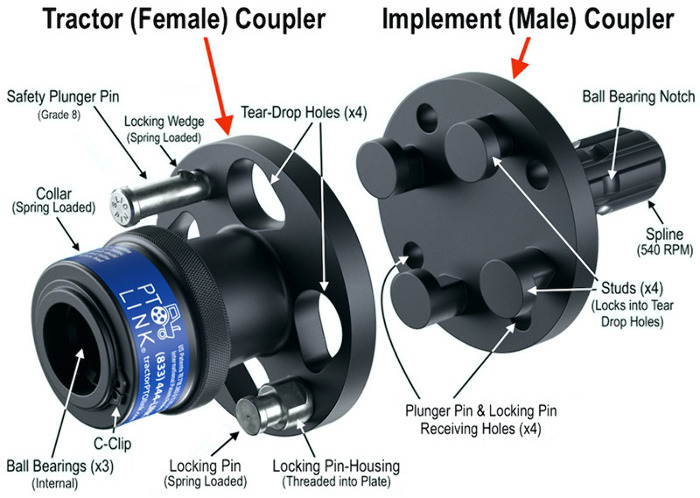 Tractor (Female) Coupler
Implement (Male) Coupler
Safety Plunger Pin
(Grade 8)
Locking Wedge
(Spring Loaded)
Tear-Drop Holes (x4)
Ball Bearing Notch
Collar
(Spring Loaded)
PTO
LINK®
(833)444-LINK
Spline
(540 RPM)
Studs (x4)
(Locks into Tear
Drop Holes)
Plunger Pin & Locking Pin
Receiving Holes (x4)
C-Clip
Ball Bearings (x3)
(Internal)
Locking Pin
(Spring Loaded)
Locking Pin-Housing
(Threaded into Plate)